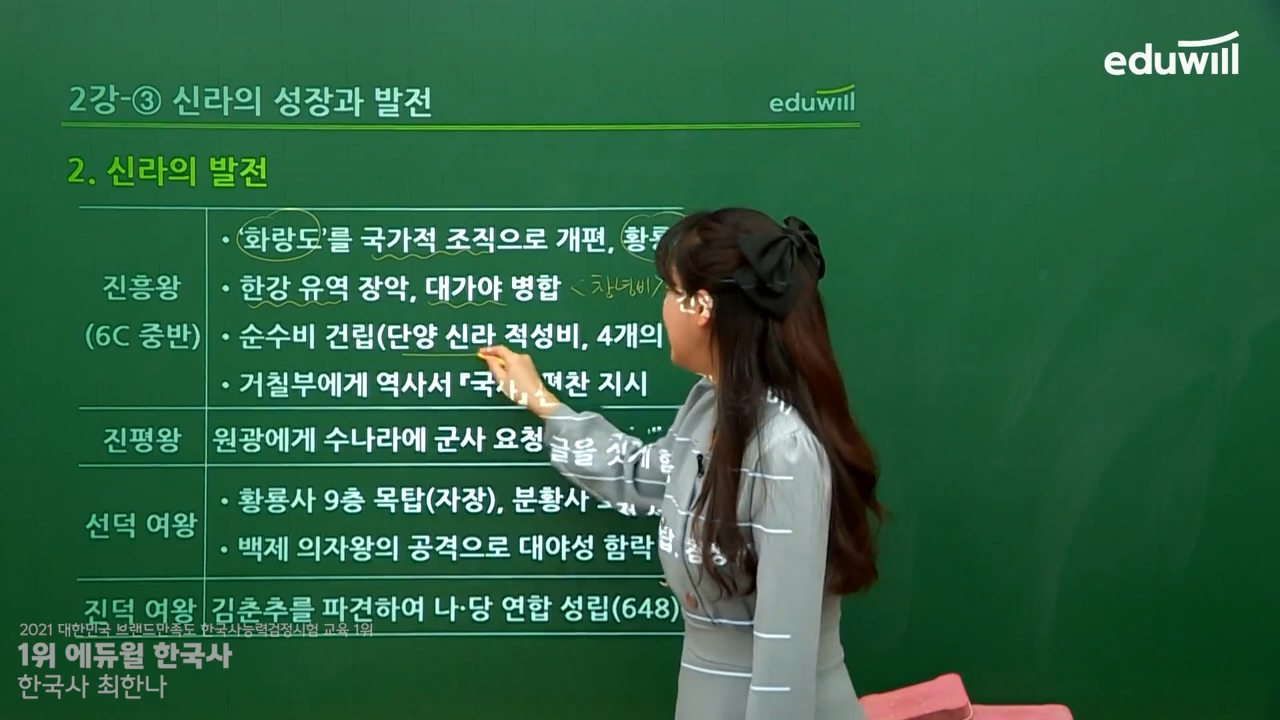 eduwill
2강-③ 신라의 성장과 발전
eduwill
2. 신라의 발전
진흥왕
(6C 중반)
• '화랑도'를 국가적 조직으로 개편, 황룡
• 한강 유역 장악, 대가야 병합 <창녕비>
• 순수비 건립(단양 신라 적성비, 4개의
• 거칠부에게 역사서 『국사』 편찬 지시
진평왕
원광에게 수나라에 군사 요청
글을 짓게 함
선덕 여왕
• 황룡사 9층 목탑(자장), 분황사
• 백제 의자왕의 공격으로 대야성 함락
진덕 여왕
김춘추를 파견하여 나·당 연합 성립(648)
2021 대한민국 브랜드만족도 한국사능력검정시험 교육 1위
1위 에듀윌 한국사
한국사 최한나